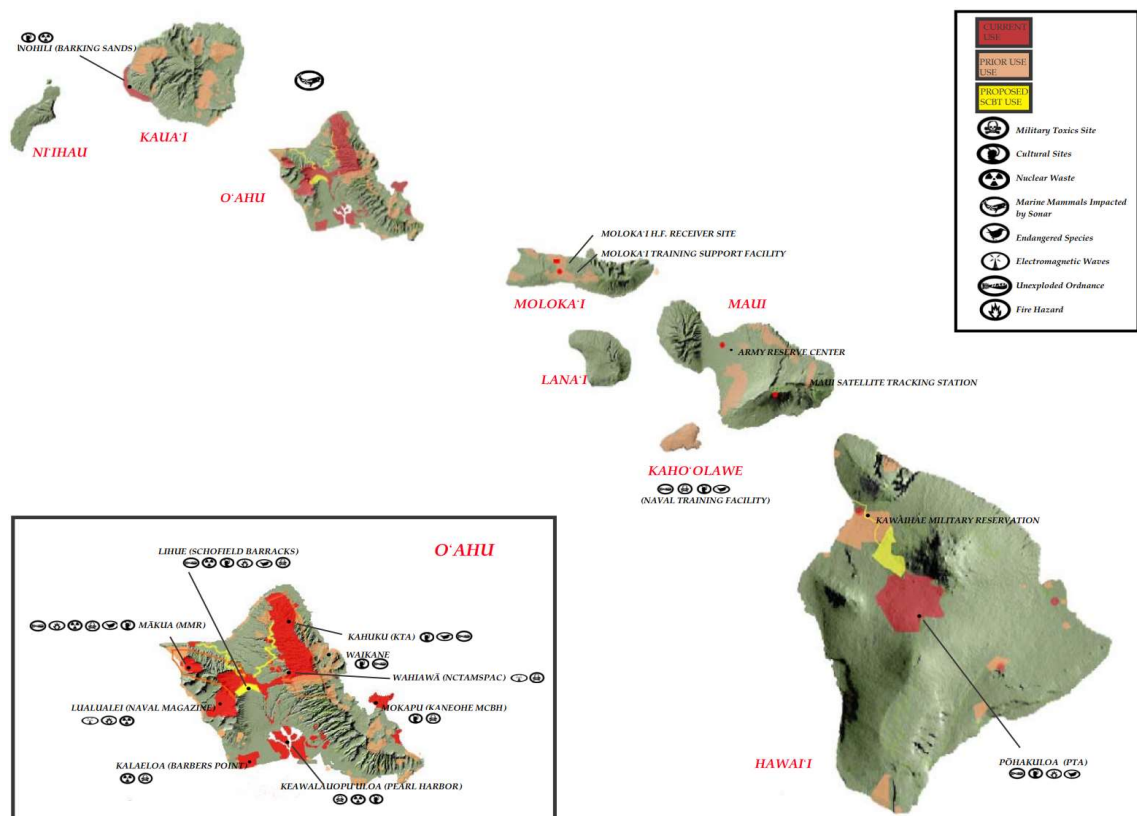 NOHILI (BARKING SANDS)
KAUA'I
NI'IHAU
O'AHU
MOLOKA'I H.F. RECEIVER SITE
MOLOKA'I TRAINING SUPPORT FACILITY
MOLOKA'I
MAUI
ARMY RESERVE CENTER
LANA'I
MAUI SATELLITE TRACKING STATION
KAHO'OLAWE
(NAVAL TRAINING FACILITY)
KAWAIHAE MILITARY RESERVATION
HAWAI'I
PŌHAKULOA (PTA)
CURRENT
USE
PRIOR USE
USE
PROPOSED
SCBT USE
Military Toxics Site
Cultural Sites
Nuclear Waste
Marine Mammals Impacted
by Sonar
Endangered Species
Electromagnetic Waves
Unexploded Ordnance
Fire Hazard
O'AHU
LIHUE (SCHOFIELD BARRACKS)
MĀKUA (MMR)
KAHUKU (KTA)
WAIKANE
WAHIAWĀ (NCTAMSPAC)
LUALUALEI (NAVAL MAGAZINE)
MOKAPU (KANEOHE MCBH)
KALAELOA (BARBERS POINT)
KEAWALAUOPU'ULOA (PEARL HARBOR)